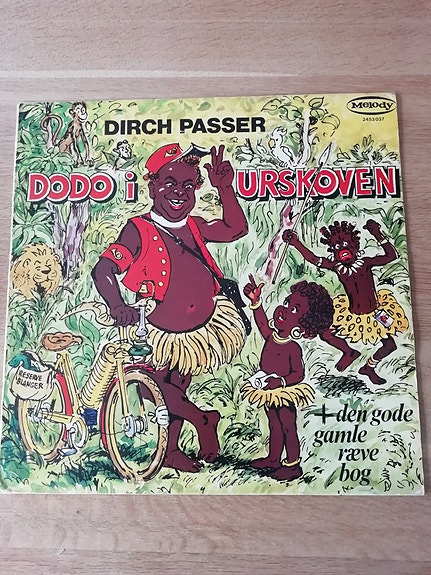 Melody
2453 037
DIRCH PASSER
DODO i URSKOVEN
RESERVE
SLANGER
+den gode
gamle
ræve
bog